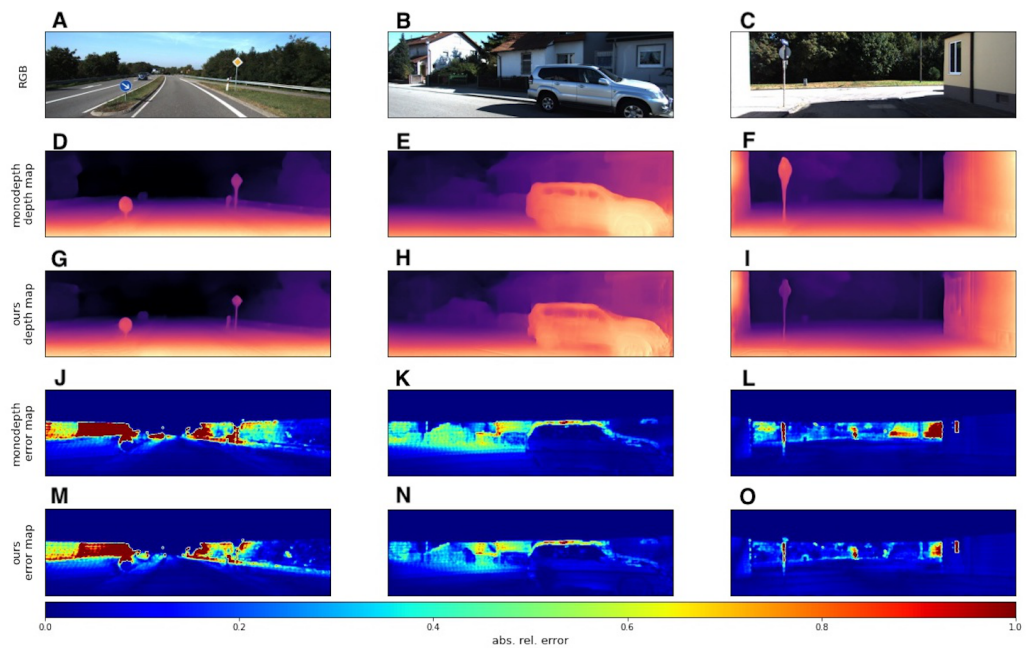 A B C
RGB
D E F
monodepth
depth map
G H I
ours
depth map
J K L
monodepth
error map
M N O
ours
error map
0.0 0.2 0.4 0.6 0.8 1.0
abs. rel. error